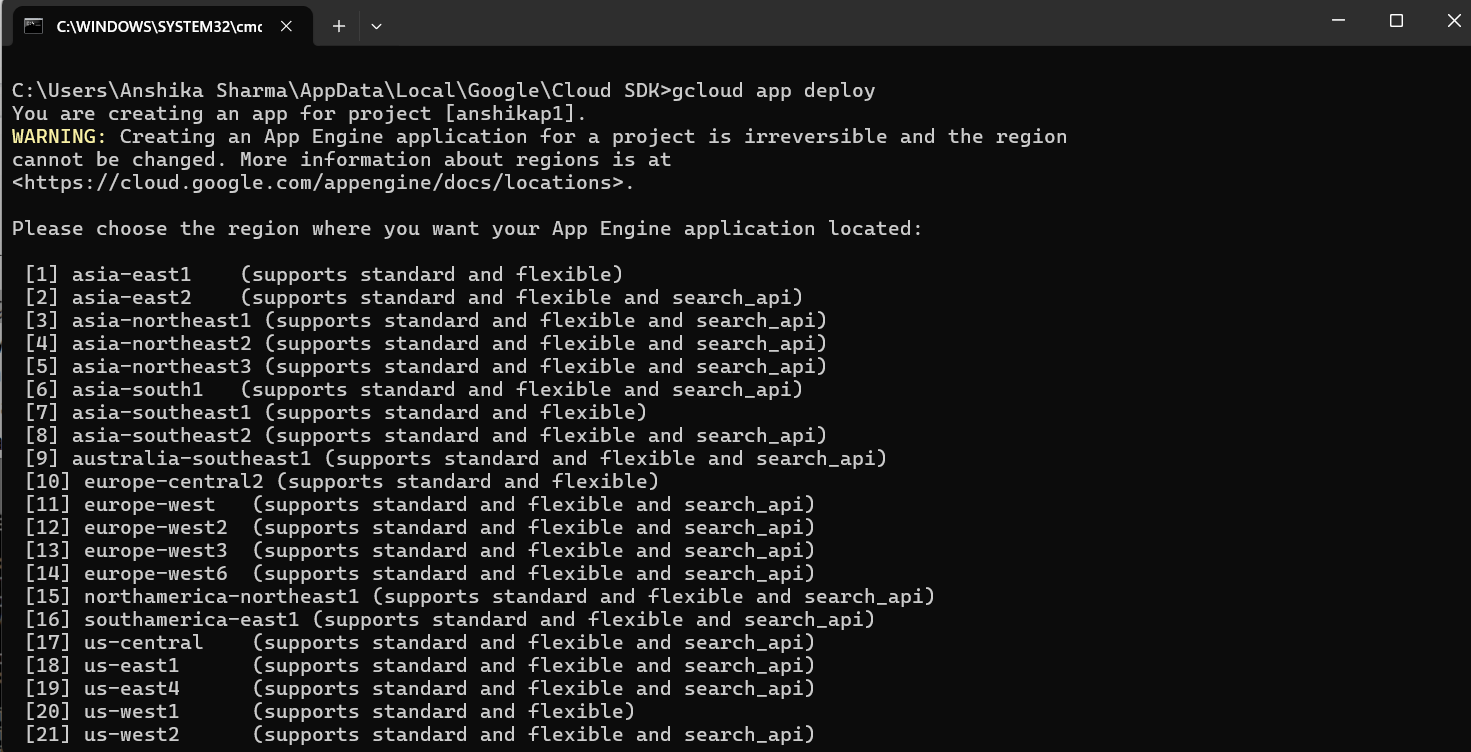 C:\WINDOWS\SYSTEM32\cmc
C:\Users\Anshika Sharma\AppData\Local\Google\Cloud SDK>gcloud app deploy
You are creating an app for project [anshikap1].
WARNING: Creating an App Engine application for a project is irreversible and the region
cannot be changed. More information about regions is at
<https://cloud.google.com/appengine/docs/locations>.
Please choose the region where you want your App Engine application located:
[1] asia-east1    (supports standard and flexible)
[2] asia-east2    (supports standard and flexible and search_api)
[3] asia-northeast1 (supports standard and flexible and search_api)
[4] asia-northeast2 (supports standard and flexible and search_api)
[5] asia-northeast3 (supports standard and flexible and search_api)
[6] asia-south1   (supports standard and flexible and search_api)
[7] asia-southeast1 (supports standard and flexible)
[8] asia-southeast2 (supports standard and flexible and search_api)
[9] australia-southeast1 (supports standard and flexible and search_api)
[10] europe-central2 (supports standard and flexible)
[11] europe-west   (supports standard and flexible and search_api)
[12] europe-west2  (supports standard and flexible and search_api)
[13] europe-west3  (supports standard and flexible and search_api)
[14] europe-west6  (supports standard and flexible and search_api)
[15] northamerica-northeast1 (supports standard and flexible and search_api)
[16] southamerica-east1 (supports standard and flexible and search_api)
[17] us-central    (supports standard and flexible and search_api)
[18] us-east1      (supports standard and flexible and search_api)
[19] us-east4      (supports standard and flexible and search_api)
[20] us-west1      (supports standard and flexible)
[21] us-west2      (supports standard and flexible and search_api)